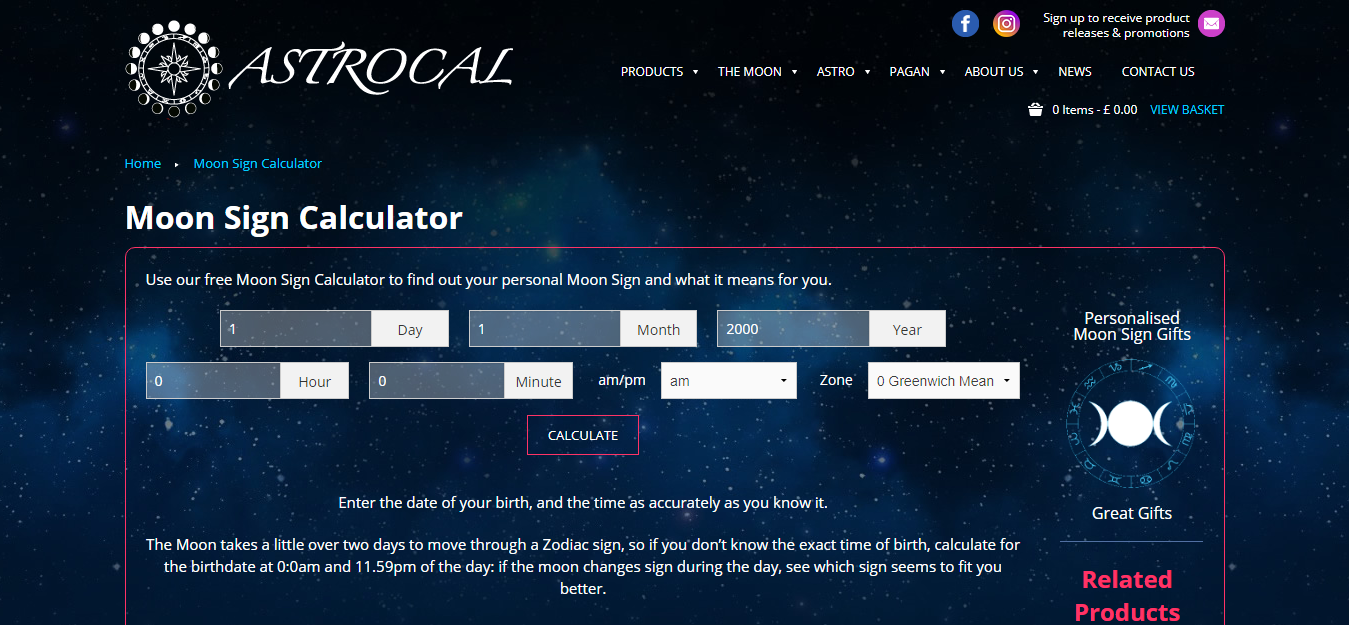 ASTROCAL
Sign up to receive product
releases & promotions
PRODUCTS THE MOON ASTRO PAGAN ABOUT US NEWS CONTACT US
0 Items - £ 0.00 VIEW BASKET
Home Moon Sign Calculator
Moon Sign Calculator
Use our free Moon Sign Calculator to find out your personal Moon Sign and what it means for you.
1 Day 1 Month 2000 Year
0 Hour 0 Minute am/pm am Zone 0 Greenwich Mean
CALCULATE
Enter the date of your birth, and the time as accurately as you know it.
The Moon takes a little over two days to move through a Zodiac sign, so if you don’t know the exact time of birth, calculate for
the birthdate at 0:0am and 11.59pm of the day: if the moon changes sign during the day, see which sign seems to fit you
better.
Personalised
Moon Sign Gifts
Great Gifts
Related
Products